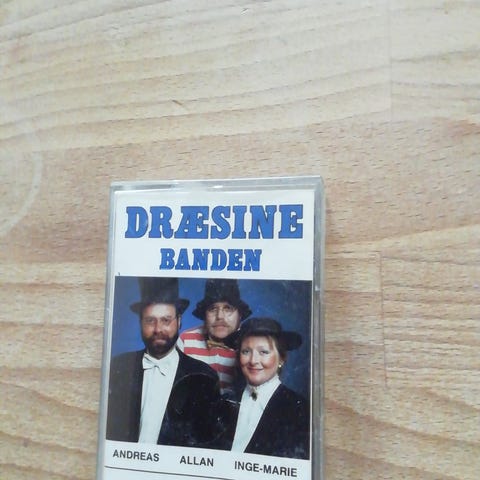 DRÆSINE
BANDEN
ANDREAS ALLAN INGE-MARIE